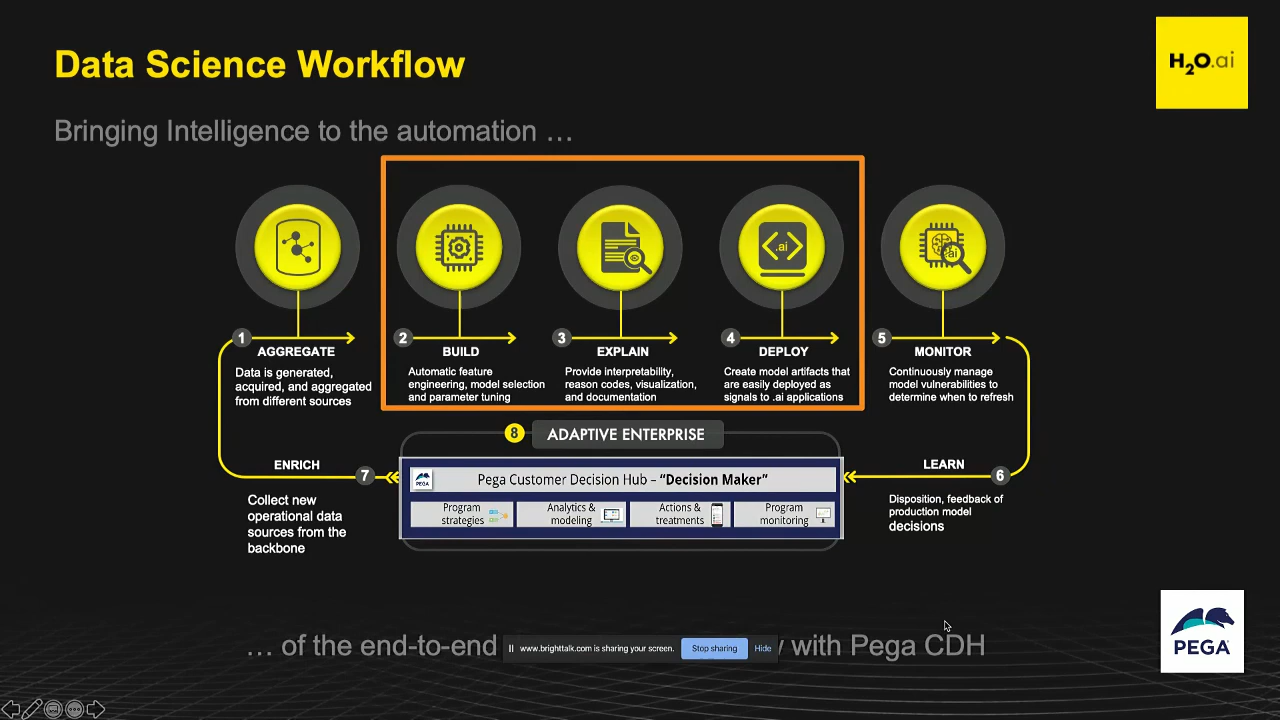 Data Science Workflow
H2O.ai
Bringing Intelligence to the automation …
.ai
ai
1
2
3
4
5
AGGREGATE
Data is generated,
acquired, and aggregated
from different sources
BUILD
Automatic feature
engineering, model selection
and parameter tuning
EXPLAIN
Provide interpretability,
reason codes, visualization,
and documentation
DEPLOY
Create model artifacts that
are easily deployed as
signals to .ai applications
MONITOR
Continuously manage
model vulnerabilities to
determine when to refresh
8
ADAPTIVE ENTERPRISE
ENRICH
7
Collect new
operational data
sources from the
backbone
PEGA
Pega Customer Decision Hub – “Decision Maker”
Program
strategies
Analytics &
modeling
Actions &
treatments
Program
monitoring
LEARN
6
Disposition, feedback of
production model
decisions
… of the end-to-end
www.brighttalk.com is sharing your screen.
Stop sharing
Hide
with Pega CDH
PEGA